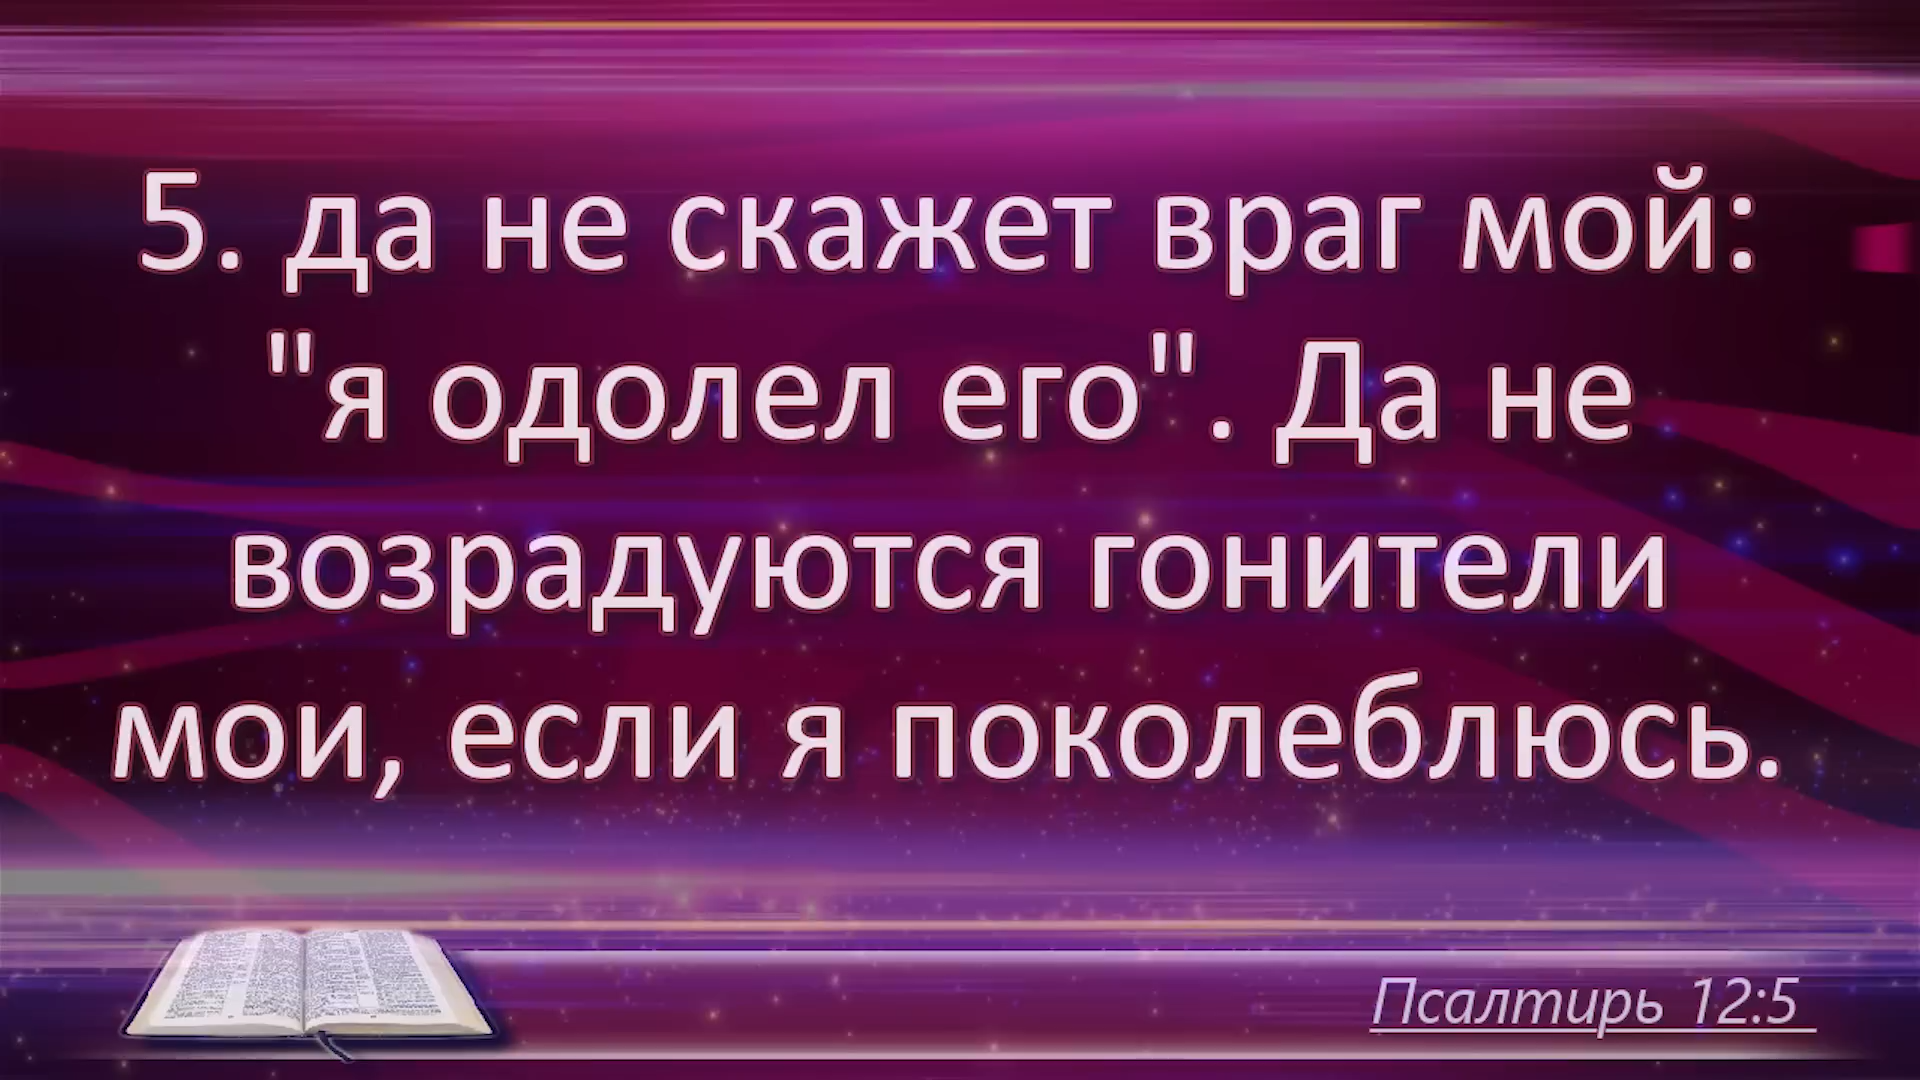 5. да не скажет враг мой:
"я одолел его". Да не
возрадуются гонители
мои, если я поколеблюсь.
Псалтирь 12:5